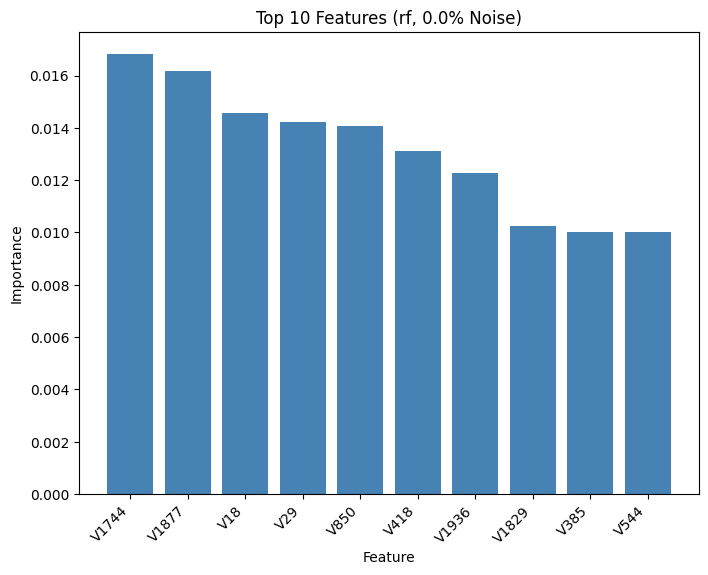 Top 10 Features (rf, 0.0% Noise)
Importance
0.016
0.014
0.012
0.010
0.008
0.006
0.004
0.002
0.000
V1744
V1877
V18
V29
V850
V418
V1936
V1829
V385
V544
Feature